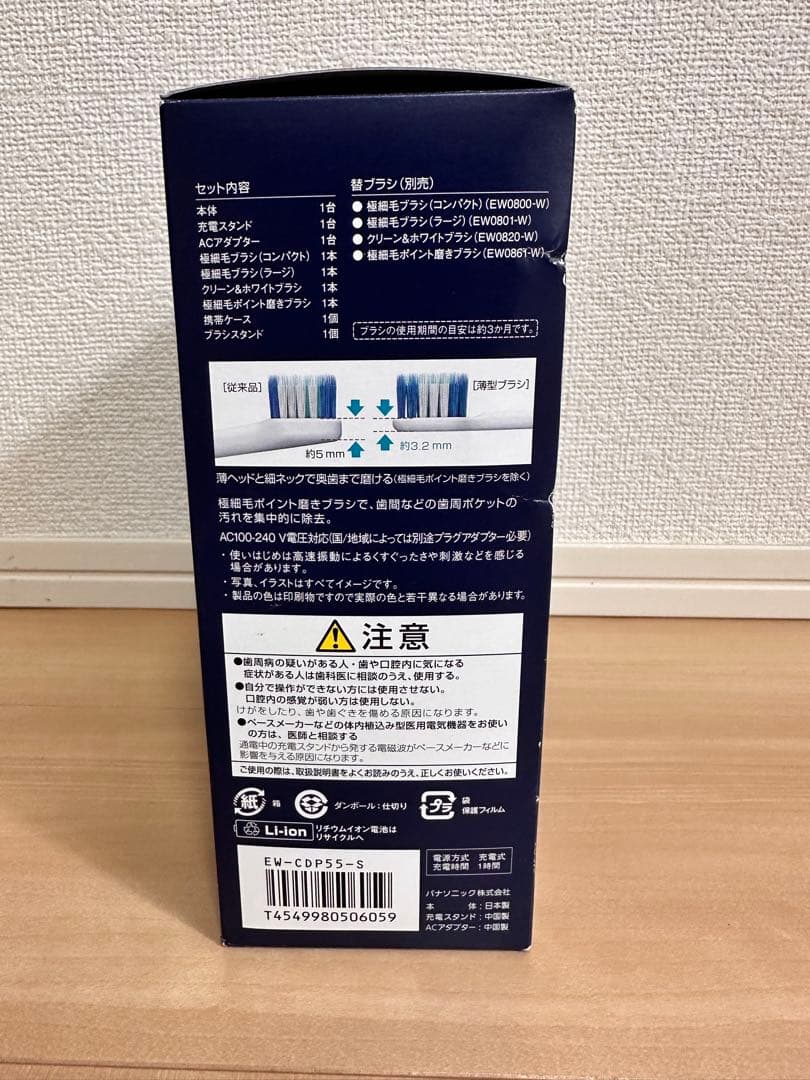 セット内容
本体 1台
充電スタンド 1台
ACアダプター 1台
極細毛ブラシ(コンパクト) 1本
極細毛ブラシ(ラージ) 1本
クリーン&ホワイトブラシ 1本
極細毛ポイント磨きブラシ 1本
携帯ケース 1個
ブラシスタンド 1個
替ブラシ(別売)
●極細毛ブラシ(コンパクト)(EW0800-W)
●極細毛ブラシ(ラージ)(EW0801-W)
●クリーン&ホワイトブラシ(EW0820-W)
●極細毛ポイント磨きブラシ(EW0861-W)
ブラシの使用期間の目安は約3か月です。
[従来品]
約5mm
[薄型ブラシ]
約3.2mm
薄ヘッドと細ネックで奥歯まで磨ける(極細毛ポイント磨きブラシを除く)
極細毛ポイント磨きブラシで、歯間などの歯周ポケットの
汚れを集中的に除去。
AC100-240 V電圧対応(国/地域によっては別途プラグアダプター必要)
・使いはじめは高速振動によるくすぐったさや刺激などを感じる
場合があります。
・写真、イラストはすべてイメージです。
・製品の色は印刷物ですので実際の色と若干異なる場合があります。
注意
●歯周病の疑いがある人・歯や口腔内に気になる
症状がある人は歯科医に相談のうえ、使用する。
●自分で操作ができない方には使用させない。
口腔内の感覚が弱い方は使用しない。
けがをしたり、歯や歯ぐきを傷める原因になります。
●ペースメーカーなどの体内植込み型医用電気機器をお使い
の方は、医師と相談する
通電中の充電スタンドから発する電磁波がペースメーカーなどに
影響を与える原因になります。
ご使用の際は、取扱説明書をよくお読みのうえ、正しくお使いください。
紙 箱
ダンボール:仕切り
プラ 袋
保護フィルム
Li-ion リチウムイオン電池は
リサイクルへ
EW-CDP55-S
T4549980506059
電源方式 充電式
充電時間 1時間
パナソニック株式会社
本体:日本製
充電スタンド:中国製
ACアダプター:中国製